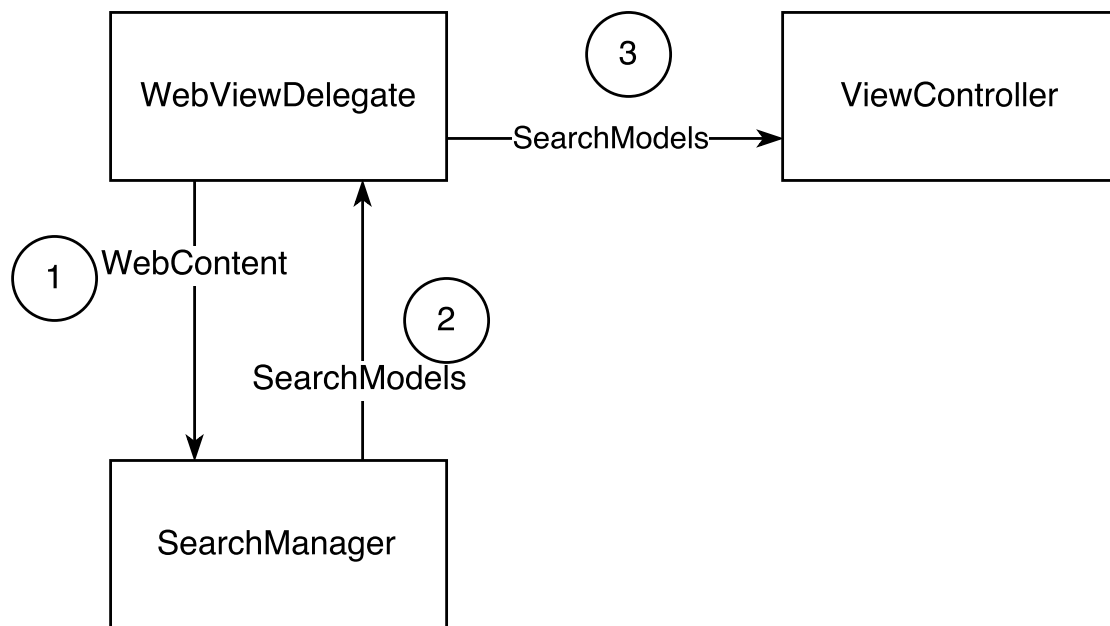 3
WebViewDelegate
ViewController
SearchModels
1
WebContent
2
SearchModels
SearchManager